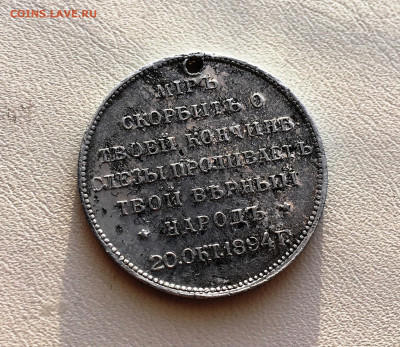 COINS.LAVE.RU
МІРЪ
СКОРБИТЪ О
ТВОЕЙ КОНЧИНѢ
СЛЕЗЫ ПРОЛИВАЕТЪ
ТВОЙ ВѢРНЫЙ
НАРОДЪ
20.ОКТ.1894 Г.